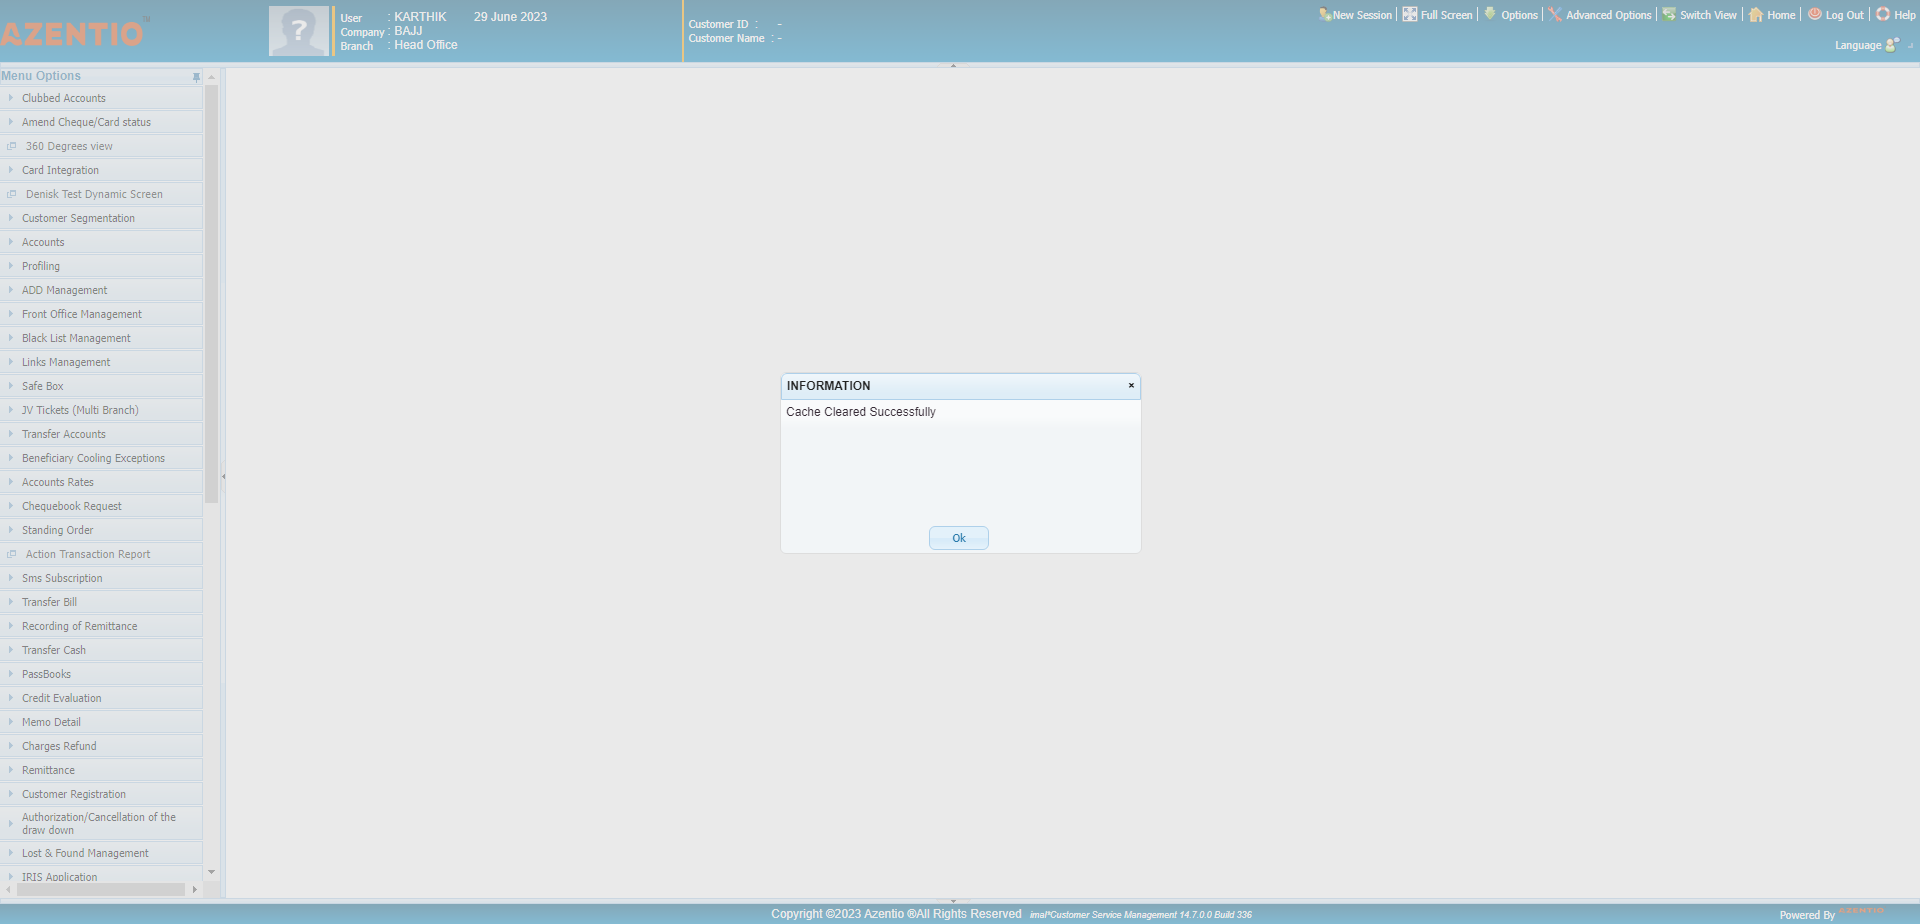 AZENTIO™
User : KARTHIK 29 June 2023
Company : BAJJ
Branch : Head Office
Customer ID : -
Customer Name : -
New Session | Full Screen | Options | Advanced Options | Switch View | Home | Log Out | Help
Language
Menu Options
Clubbed Accounts
Amend Cheque/Card status
360 Degrees view
Card Integration
Denisk Test Dynamic Screen
Customer Segmentation
Accounts
Profiling
ADD Management
Front Office Management
Black List Management
Links Management
Safe Box
JV Tickets (Multi Branch)
Transfer Accounts
Beneficiary Cooling Exceptions
Accounts Rates
Chequebook Request
Standing Order
Action Transaction Report
Sms Subscription
Transfer Bill
Recording of Remittance
Transfer Cash
PassBooks
Credit Evaluation
Memo Detail
Charges Refund
Remittance
Customer Registration
Authorization/Cancellation of the
draw down
Lost & Found Management
IRIS Application
INFORMATION
Cache Cleared Successfully
Ok
Copyright ©2023 Azentio ®All Rights Reserved imal*Customer Service Management 14.7.0.0 Build 336
Powered By AZENTIO